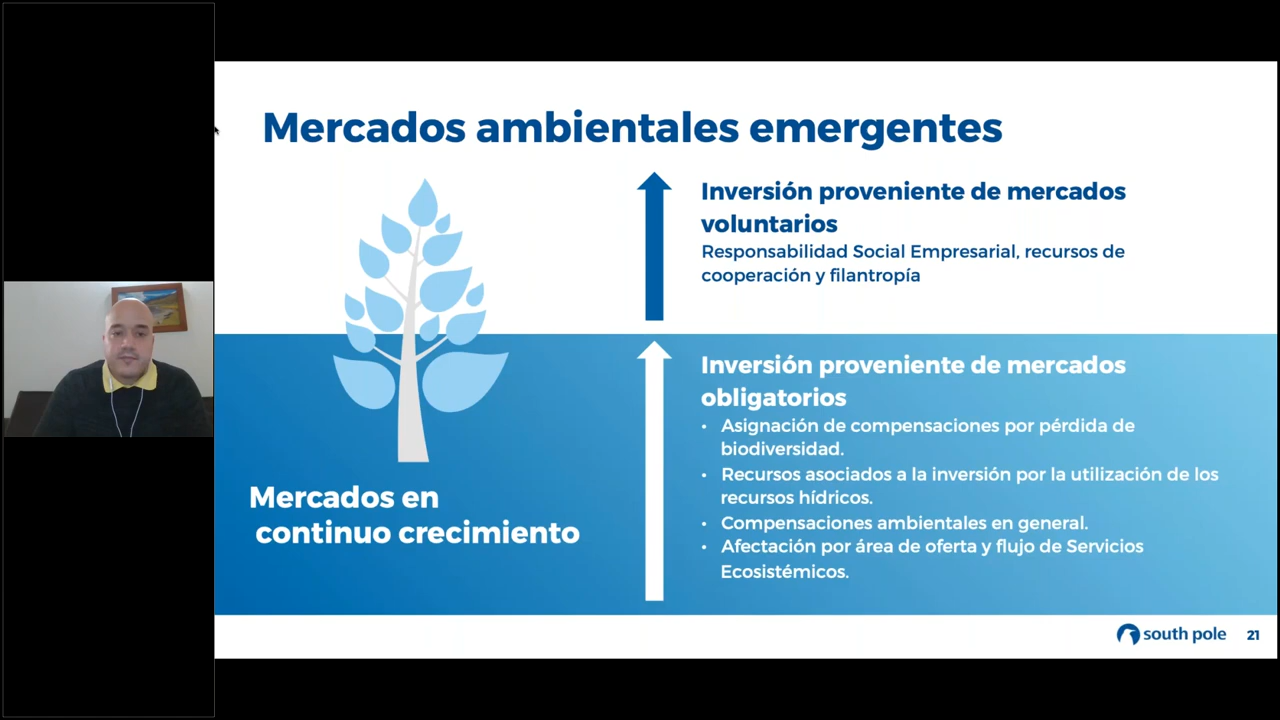 Mercados ambientales emergentes
Inversión proveniente de mercados
voluntarios
Responsabilidad Social Empresarial, recursos de
cooperación y filantropía
Inversión proveniente de mercados
obligatorios
• Asignación de compensaciones por pérdida de
biodiversidad.
• Recursos asociados a la inversión por la utilización de los
recursos hídricos.
• Compensaciones ambientales en general.
• Afectación por área de oferta y flujo de Servicios
Ecosistémicos.
Mercados en
continuo crecimiento
south pole
21